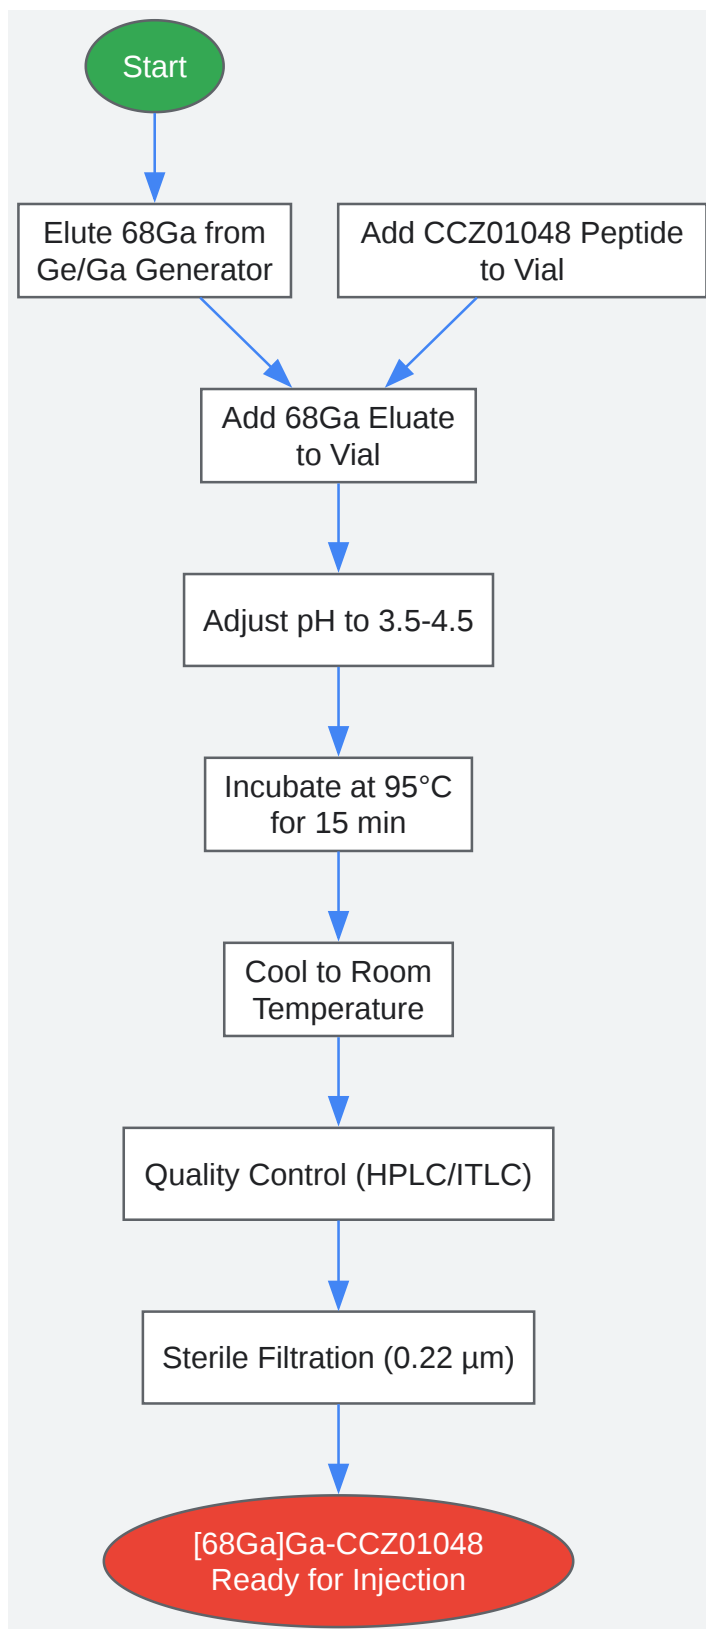 Start
Elute 68Ga from
Ge/Ga Generator
Add CCZ01048 Peptide
to Vial
Add 68Ga Eluate
to Vial
Adjust pH to 3.5-4.5
Incubate at 95°C
for 15 min
Cool to Room
Temperature
Quality Control (HPLC/ITLC)
Sterile Filtration (0.22 µm)
[68Ga]Ga-CCZ01048
Ready for Injection